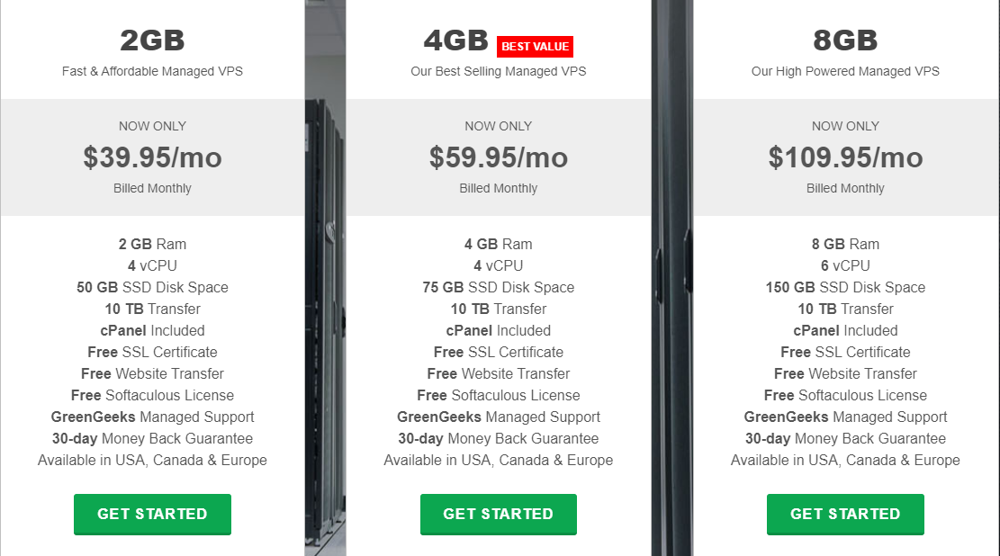 2GB
Fast & Affordable Managed VPS
NOW ONLY
$39.95/mo
Billed Monthly
2 GB Ram
4 vCPU
50 GB SSD Disk Space
10 TB Transfer
cPanel Included
Free SSL Certificate
Free Website Transfer
Free Softaculous License
GreenGeeks Managed Support
30-day Money Back Guarantee
Available in USA, Canada & Europe
GET STARTED
4GB BEST VALUE
Our Best Selling Managed VPS
NOW ONLY
$59.95/mo
Billed Monthly
4 GB Ram
4 vCPU
75 GB SSD Disk Space
10 TB Transfer
cPanel Included
Free SSL Certificate
Free Website Transfer
Free Softaculous License
GreenGeeks Managed Support
30-day Money Back Guarantee
Available in USA, Canada & Europe
GET STARTED
8GB
Our High Powered Managed VPS
NOW ONLY
$109.95/mo
Billed Monthly
8 GB Ram
6 vCPU
150 GB SSD Disk Space
10 TB Transfer
cPanel Included
Free SSL Certificate
Free Website Transfer
Free Softaculous License
GreenGeeks Managed Support
30-day Money Back Guarantee
Available in USA, Canada & Europe
GET STARTED